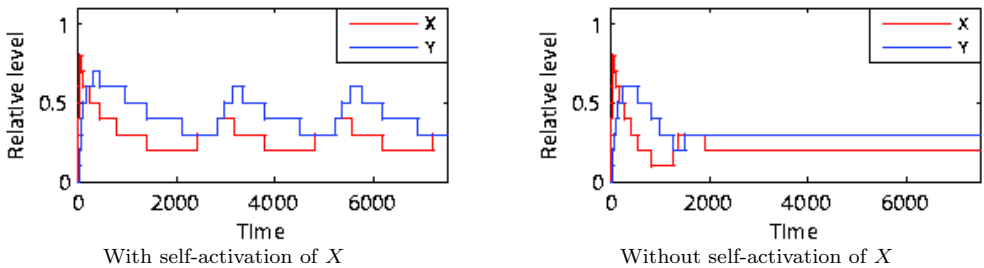 1
0.5
0
Relative level
X
Y
0
2000
4000
6000
Time
With self-activation of X
1
0.5
0
Relative level
X
Y
0
2000
4000
6000
Time
Without self-activation of X